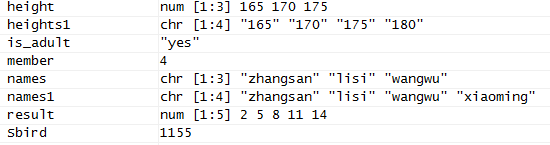 height num [1:3] 165 170 175
heights1 chr [1:4] "165" "170" "175" "180"
is_adult "yes"
member 4
names chr [1:3] "zhangsan" "lisi" "wangwu"
names1 chr [1:4] "zhangsan" "lisi" "wangwu" "xiaoming"
result num [1:5] 2 5 8 11 14
Sbird 1155